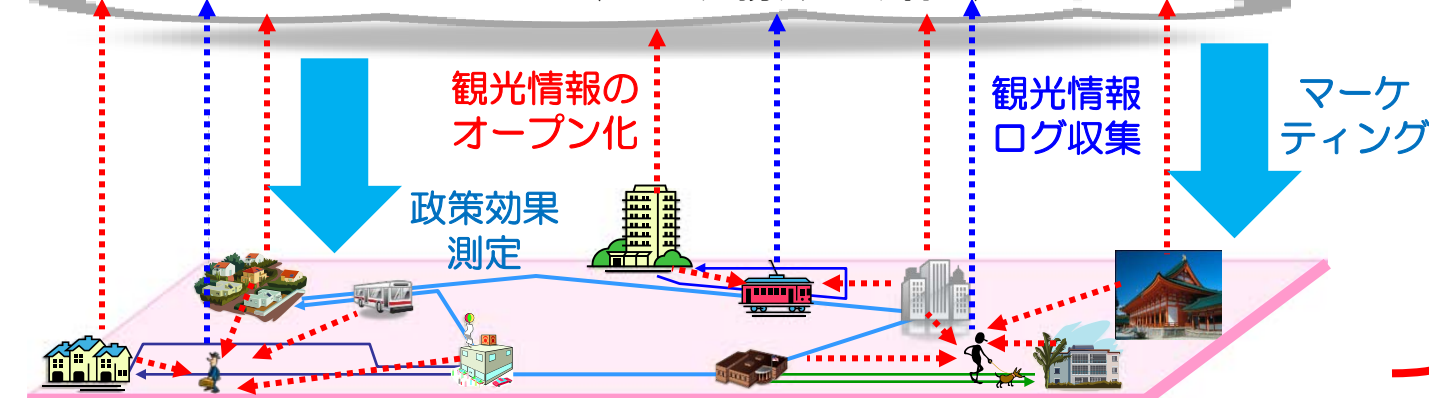 観光情報の
オープン化
観光情報
ログ収集
マーケ
ティング
政策効果
測定